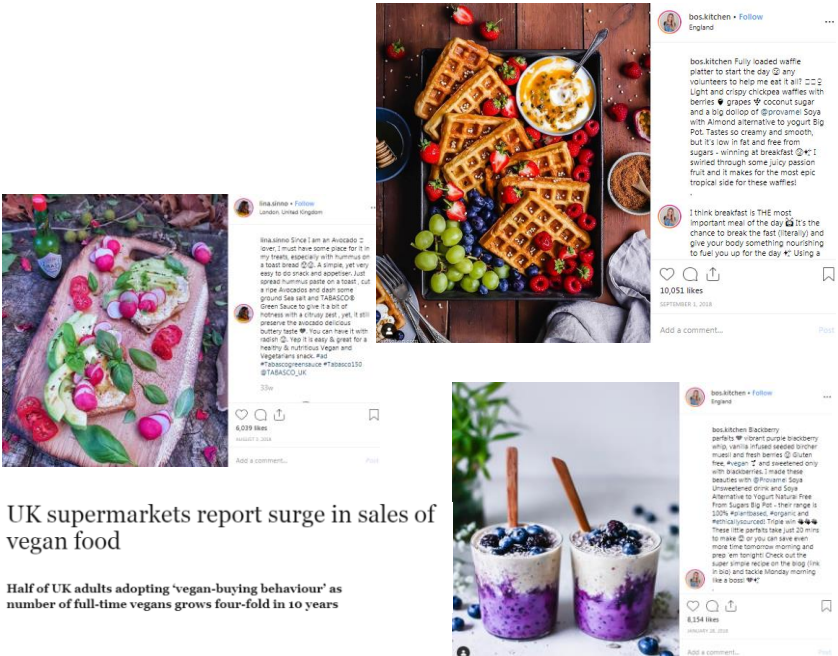 bos.kitchen • Follow
England
bos.kitchen Fully loaded waffle
platter to start the day any
volunteers to help me eat it all?
Light and crispy chickpea waffles with
berries grapes coconut sugar
and a big dollop of @provamel Soya
with Almond alternative to yogurt Big
Pot. Tastes so creamy and smooth,
but it's low in fat and free from
sugars - winning at breakfast I
swirled through some juicy passion
fruit and it makes for the most epic
tropical side for these waffles!
.
I think breakfast is THE most
important meal of the day It's the
chance to break the fast (literally) and
give your body something nourishing
to fuel you up for the day Using a
10,051 likes
SEPTEMBER 1, 2018
Add a comment...
Post
lina.sinno • Follow
London, United Kingdom
lina.sinno Since I am an Avocado
lover, I must have some place for it in
my treats, especially with hummus on
a toast bread. A simple, yet very
easy to do snack and appetiser. Just
spread hummus paste on a toast, cut
a ripe Avocados and dash some
ground Sea salt and TABASCO®
Green Sauce to give it a bit of
hotness with a citrusy zest, yet, it still
preserve the avocado delicious
buttery taste. You can have it with
radish. Yep it is easy & great for a
healthy & nutritious Vegan and
Vegetarians snack. #ad
#Tabascogreensauce #Tabasco150
@TABASCO_UK
33w
6,039 likes
AUGUST 3, 2018
Add a comment...
Post
bos.kitchen • Follow
England
bos.kitchen Blackberry
parfaits vibrant purple blackberry
whip, vanilla infused seeded bircher
muesli and fresh berries Gluten
free, #vegan and sweetened only
with blackberries. I made these
beauties with @Provamel Soya
Unsweetened drink and Soya
Alternative to Yogurt Natural Free
From Sugars Big Pot - their range is
100% #plantbased, #organic and
#ethicallysourced! Triple win
These little parfaits take just 20 mins
to make or you can save even
more time tomorrow morning and
prep 'em tonight! Check out the
super simple recipe on the blog (link
in bio) and tackle Monday morning
like a boss!
8,154 likes
JANUARY 28, 2018
Add a comment...
Post
UK supermarkets report surge in sales of
vegan food
Half of UK adults adopting ‘vegan-buying behaviour’ as
number of full-time vegans grows four-fold in 10 years